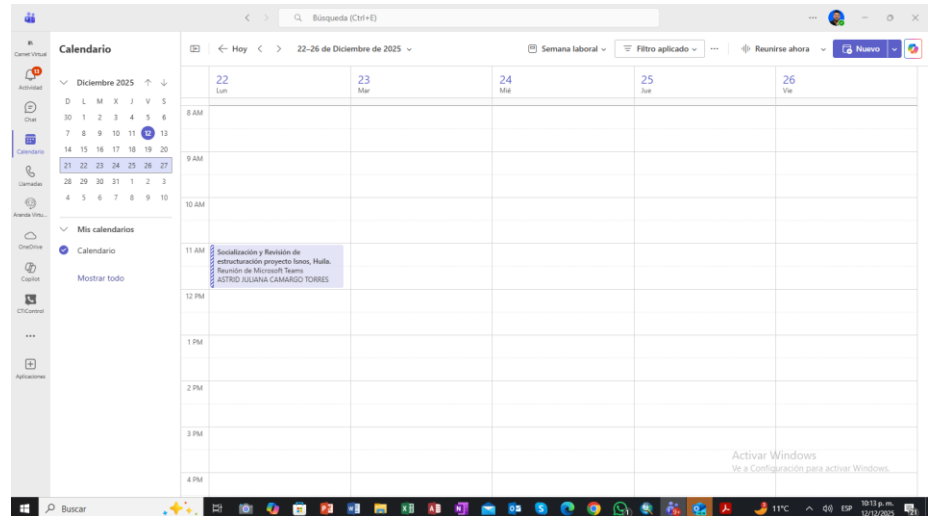 Búsqueda (Ctrl+E)
Carnet Virtual
Actividad
Chat
Calendario
Llamadas
Aranda Virtu...
OneDrive
Copilot
CTIControl
Aplicaciones
Calendario
Diciembre 2025
D L M X J V S
30 1 2 3 4 5 6
7 8 9 10 11 12 13
14 15 16 17 18 19 20
21 22 23 24 25 26 27
28 29 30 31 1 2 3
4 5 6 7 8 9 10
Mis calendarios
Calendario
Mostrar todo
Hoy
22–26 de Diciembre de 2025
Semana laboral
Filtro aplicado
Reunirse ahora
Nuevo
22 23 24 25 26
Lun Mar Mié Jue Vie
8 AM
9 AM
10 AM
11 AM
Socialización y Revisión de
estructuración proyecto Isnos, Huila.
Reunión de Microsoft Teams
ASTRID JULIANA CAMARGO TORRES
12 PM
1 PM
2 PM
3 PM
4 PM
Activar Windows
Ve a Configuración para activar Windows.
Buscar
11°C
ESP
10:13 p. m.
12/12/2025